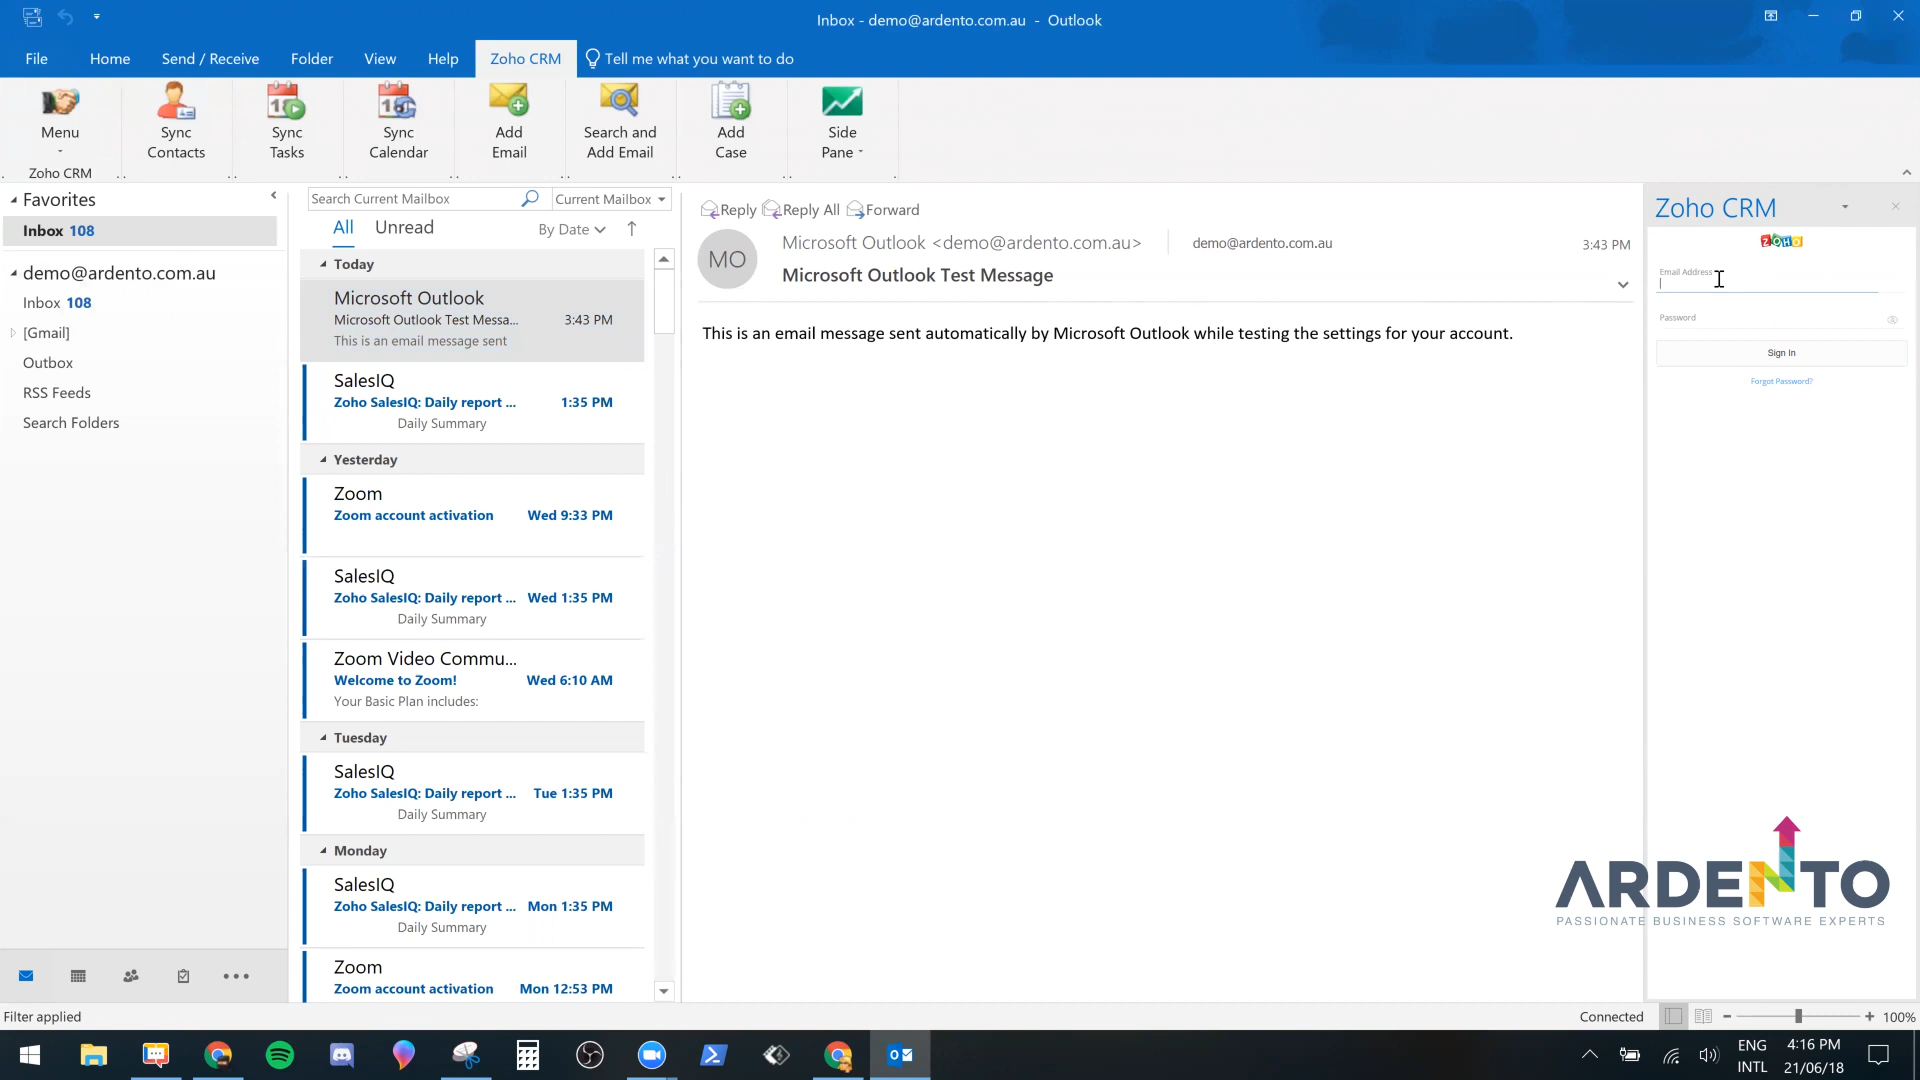 Inbox - demo@ardento.com.au - Outlook
File Home Send / Receive Folder View Help Zoho CRM Tell me what you want to do
Menu
Sync Contacts
Sync Tasks
Sync Calendar
Add Email
Search and Add Email
Add Case
Side Pane
Zoho CRM
Favorites
Inbox 108
demo@ardento.com.au
Inbox 108
[Gmail]
Outbox
RSS Feeds
Search Folders
Search Current Mailbox Current Mailbox
All Unread By Date
Today
Microsoft Outlook
Microsoft Outlook Test Messa... 3:43 PM
This is an email message sent
SalesIQ
Zoho SalesIQ: Daily report ... 1:35 PM
Daily Summary
Yesterday
Zoom
Zoom account activation Wed 9:33 PM
SalesIQ
Zoho SalesIQ: Daily report ... Wed 1:35 PM
Daily Summary
Zoom Video Commu...
Welcome to Zoom! Wed 6:10 AM
Your Basic Plan includes:
Tuesday
SalesIQ
Zoho SalesIQ: Daily report ... Tue 1:35 PM
Daily Summary
Monday
SalesIQ
Zoho SalesIQ: Daily report ... Mon 1:35 PM
Daily Summary
Zoom
Zoom account activation Mon 12:53 PM
Reply Reply All Forward
MO
Microsoft Outlook <demo@ardento.com.au> demo@ardento.com.au 3:43 PM
Microsoft Outlook Test Message
This is an email message sent automatically by Microsoft Outlook while testing the settings for your account.
Zoho CRM
ZOHO
Email Address
Password
Sign In
Forgot Password?
ARDENTO
PASSIONATE BUSINESS SOFTWARE EXPERTS
Filter applied Connected 100%
ENG 4:16 PM
INTL 21/06/18